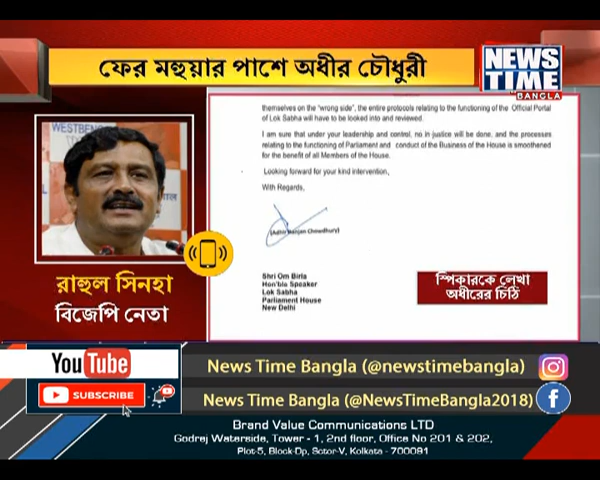 ফের মহুয়ার পাশে অধীর চৌধুরী
NEWS
TIME
BANGLA
themselves on the "wrong side", the entire protocols relating to the functioning of the Official Portal
of Lok Sabha will have to be looked into and reviewed.
I am sure that under your leadership and control, no in justice will be done, and the processes
relating to the functioning of Parliament and conduct of the Business of the House is smoothened
for the benefit of all Members of the House.
Looking forward for your kind intervention,
With Regards,
(Adhir Ranjan Chowdhury)
Shri Om Birla
Hon'bla Speaker
Lok Sabha
Parliament House
New Delhi
স্পিকারকে লেখা
অধীরের চিঠি
WESTBEN
রাহুল সিনহা
বিজেপি নেতা
YouTube
SUBSCRIBE
News Time Bangla (@newstimebangla)
News Time Bangla (@NewsTimeBangla2018)
Brand Value Communications LTD
Godrej Waterside, Tower - 1, 2nd floor, Office No 201 & 202,
Plot-5, Block-Dp, Sctor-V, Kolkata - 700091